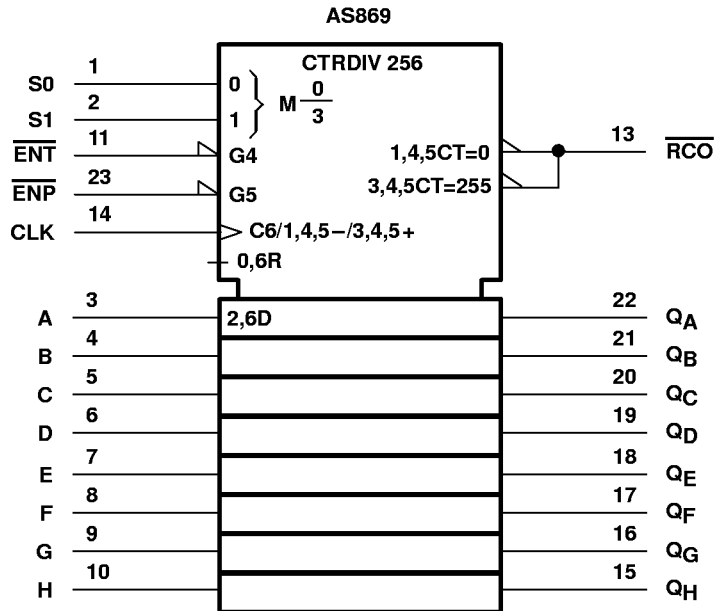 AS869
CTRDIV 256
S0 1 0 M 0/3
S1 2 1
ENT 11 G4 1,4,5CT=0 13 RCO
ENP 23 G5 3,4,5CT=255
CLK 14 C6/1,4,5−/3,4,5+
0,6R
A 3 2,6D 22 QA
B 4 21 QB
C 5 20 QC
D 6 19 QD
E 7 18 QE
F 8 17 QF
G 9 16 QG
H 10 15 QH